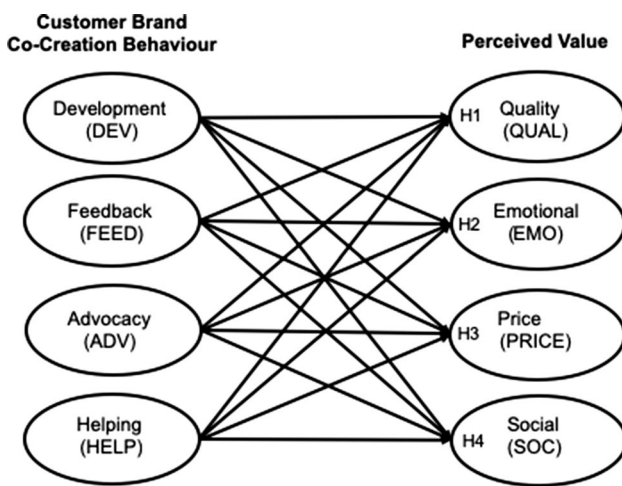 Customer Brand
Co-Creation Behaviour
Perceived Value
Development
(DEV)
H1 Quality
(QUAL)
Feedback
(FEED)
H2 Emotional
(EMO)
Advocacy
(ADV)
H3 Price
(PRICE)
Helping
(HELP)
H4 Social
(SOC)